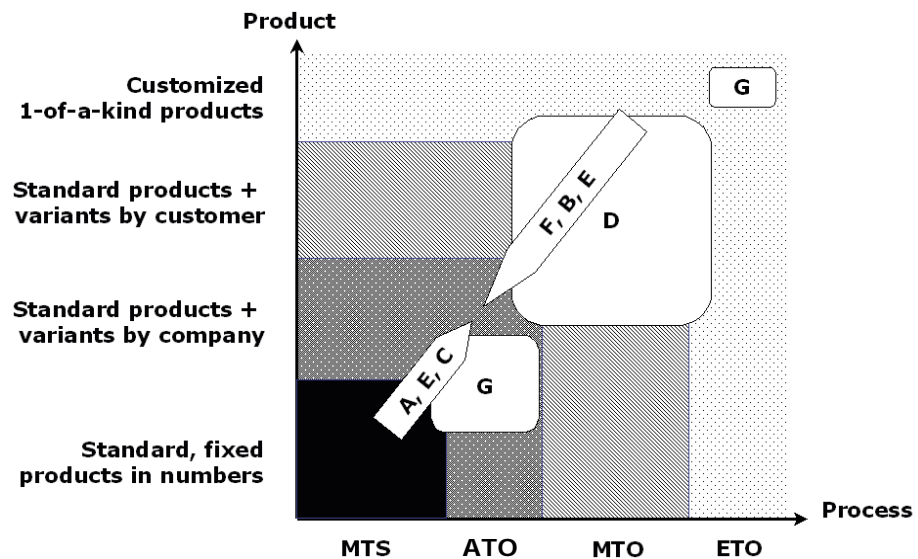 Product
Customized
1-of-a-kind products
G
Standard products +
variants by customer
F, B, E
D
Standard products +
variants by company
A, E, C
G
Standard, fixed
products in numbers
Process
MTS
ATO
MTO
ETO